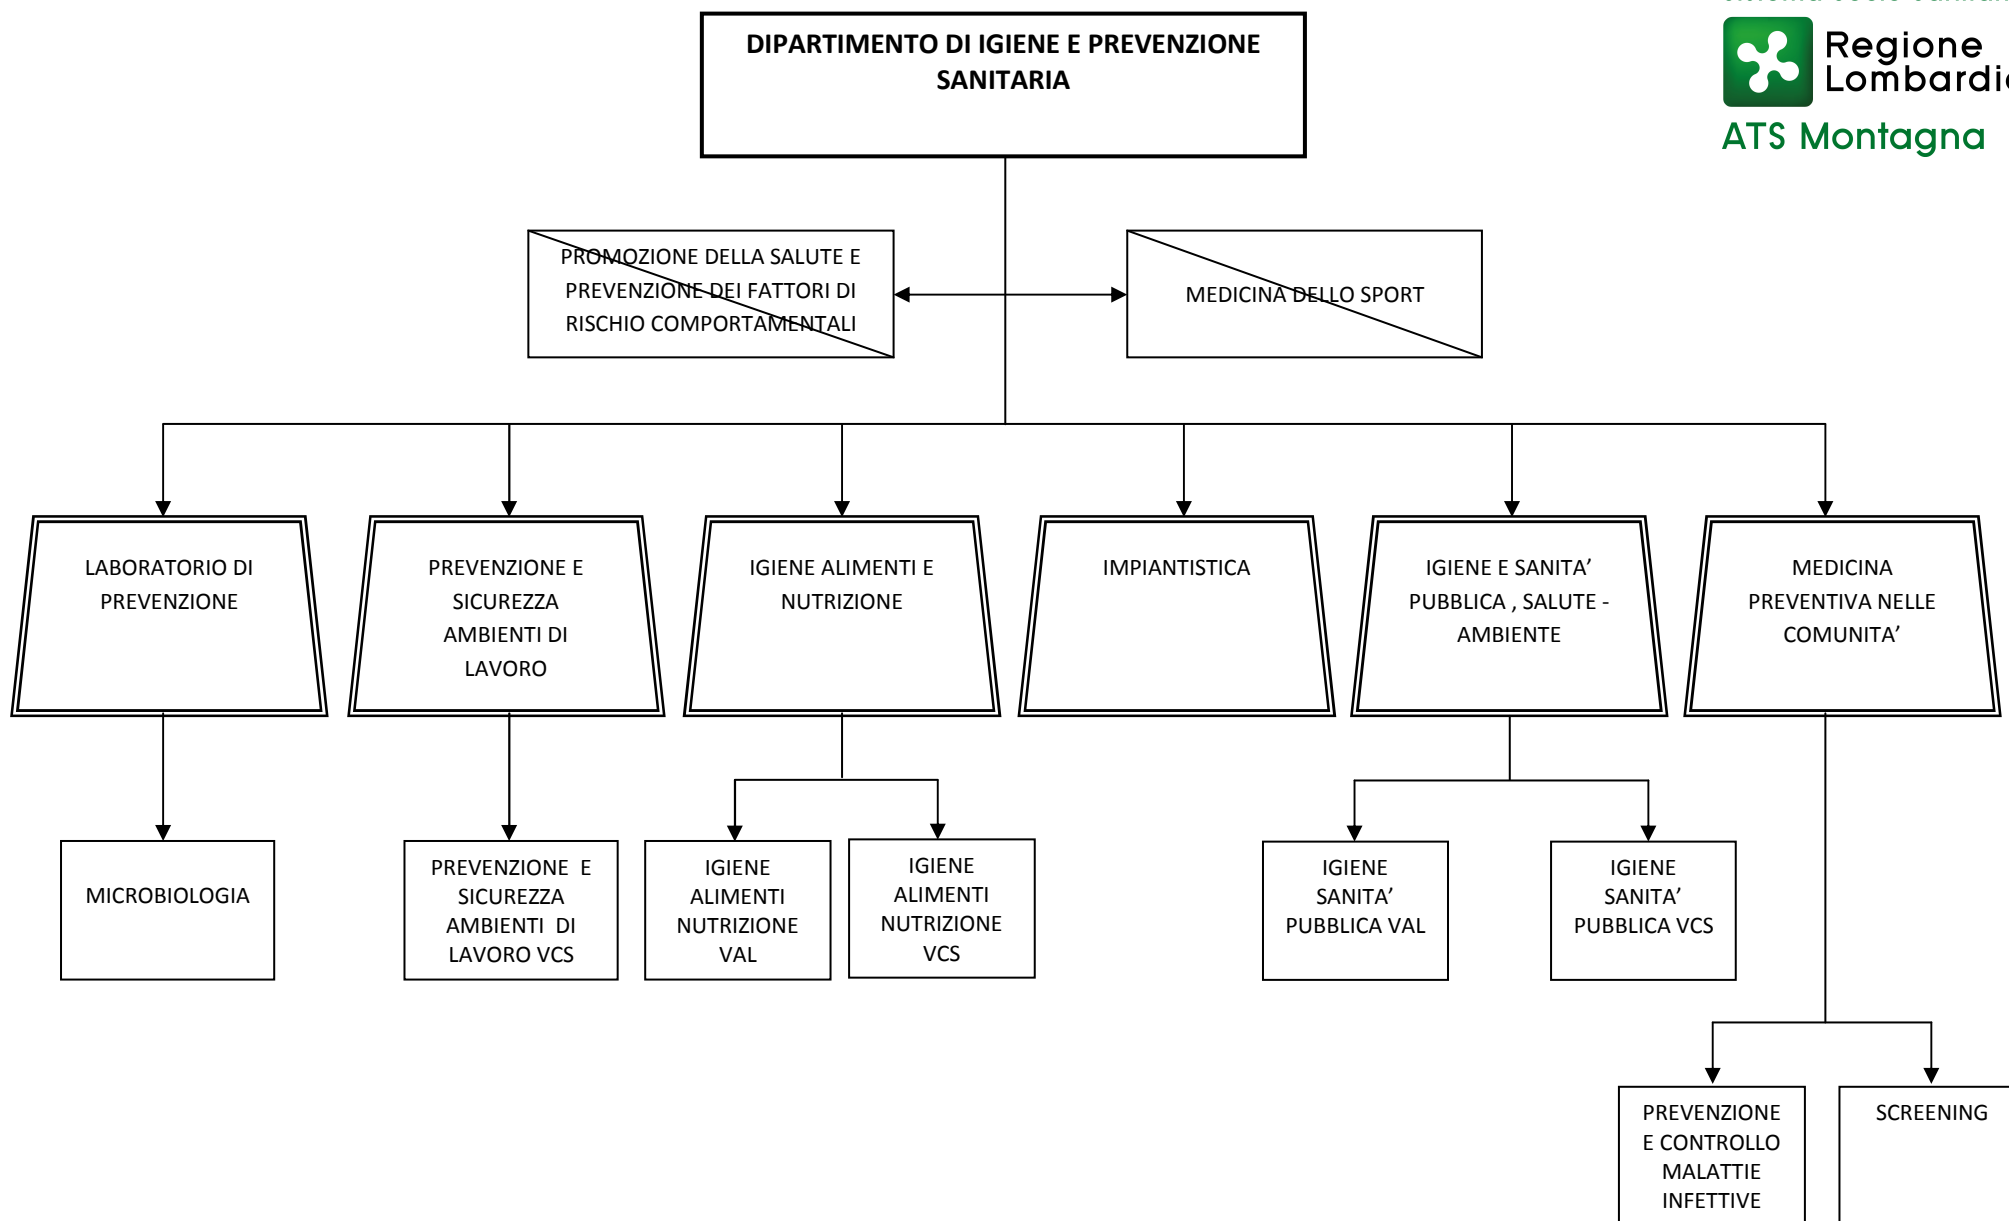 DIPARTIMENTO DI IGIENE E PREVENZIONE
SANITARIA
Regione
Lombardia
ATS Montagna
PROMOZIONE DELLA SALUTE E
PREVENZIONE DEI FATTORI DI
RISCHIO COMPORTAMENTALI
MEDICINA DELLO SPORT
LABORATORIO DI
PREVENZIONE
PREVENZIONE E
SICUREZZA
AMBIENTI DI
LAVORO
IGIENE ALIMENTI E
NUTRIZIONE
IMPIANTISTICA
IGIENE E SANITA’
PUBBLICA , SALUTE -
AMBIENTE
MEDICINA
PREVENTIVA NELLE
COMUNITA’
MICROBIOLOGIA
PREVENZIONE E
SICUREZZA
AMBIENTI DI
LAVORO VCS
IGIENE
ALIMENTI
NUTRIZIONE
VAL
IGIENE
ALIMENTI
NUTRIZIONE
VCS
IGIENE
SANITA’
PUBBLICA VAL
IGIENE
SANITA’
PUBBLICA VCS
PREVENZIONE
E CONTROLLO
MALATTIE
INFETTIVE
SCREENING